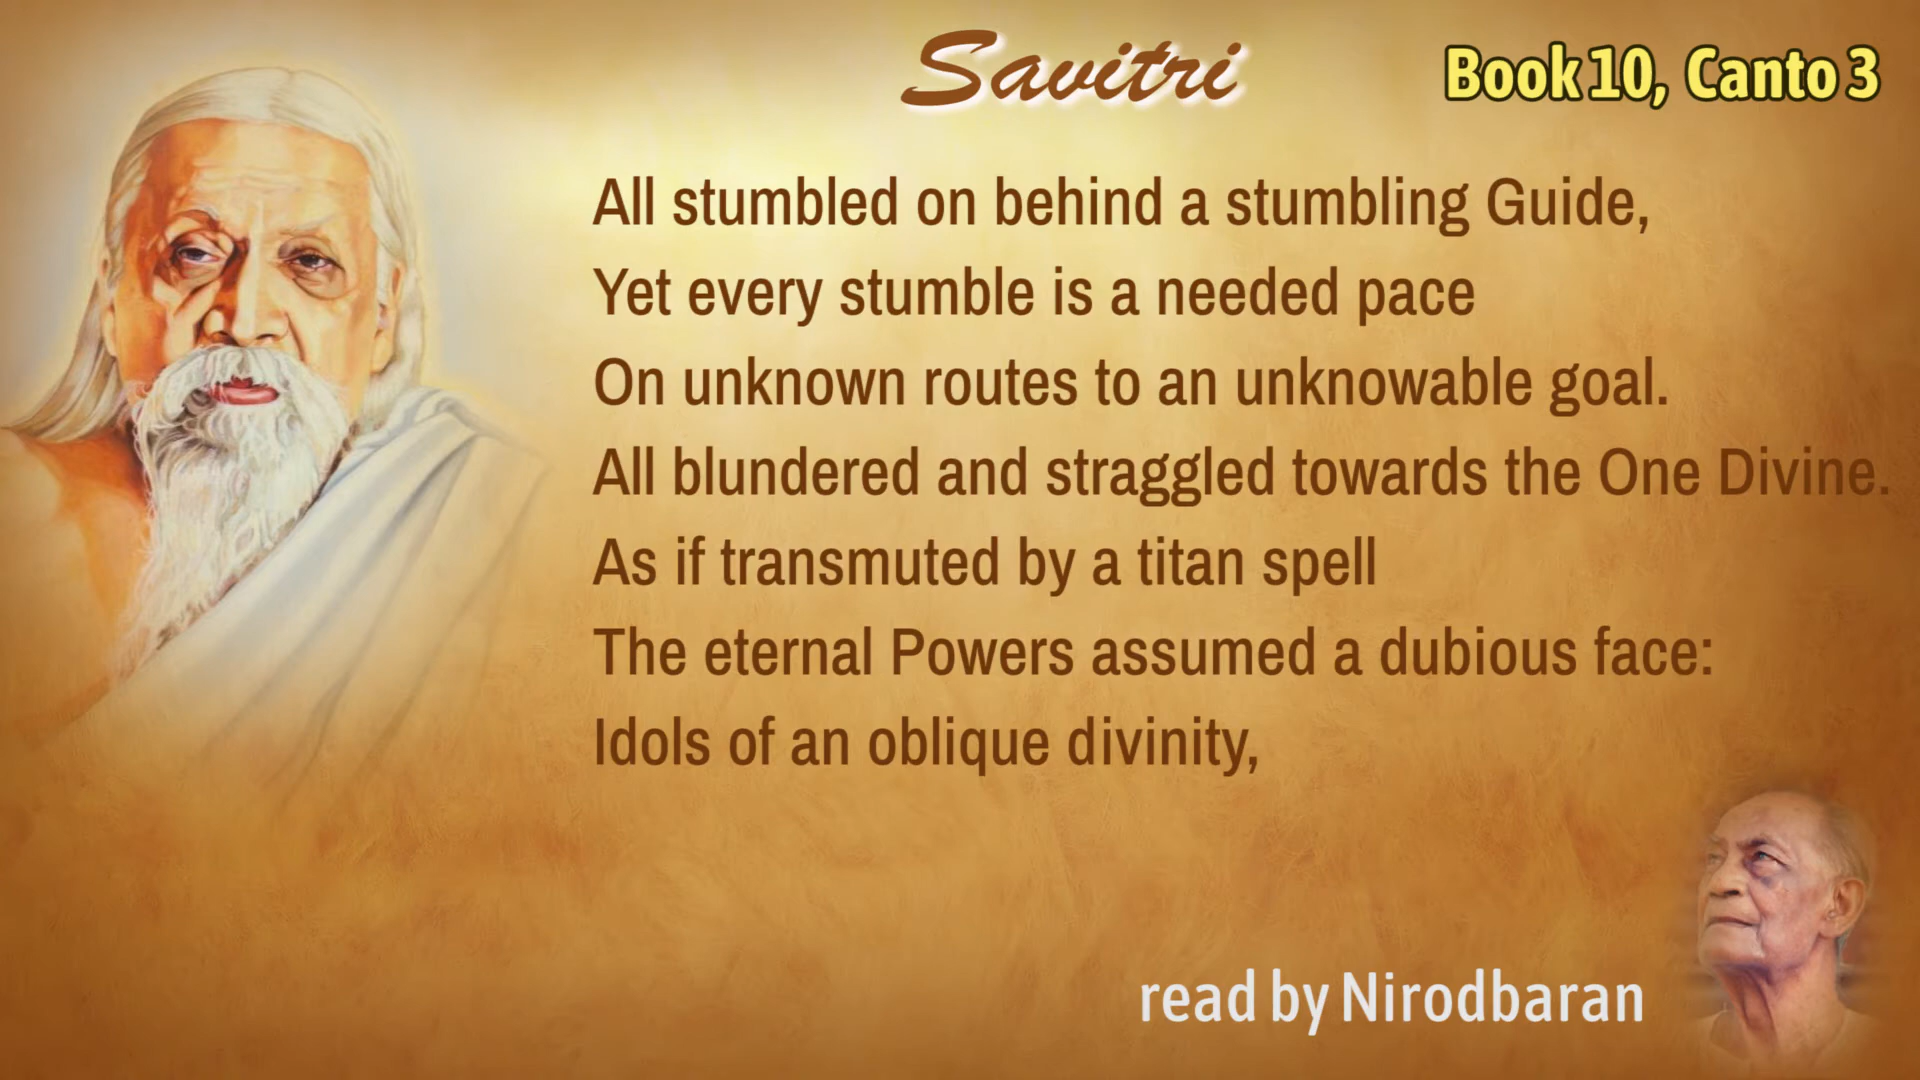 Savitri
Book 10, Canto 3
All stumbled on behind a stumbling Guide,
Yet every stumble is a needed pace
On unknown routes to an unknowable goal.
All blundered and straggled towards the One Divine.
As if transmuted by a titan spell
The eternal Powers assumed a dubious face:
Idols of an oblique divinity,
read by Nirodbaran